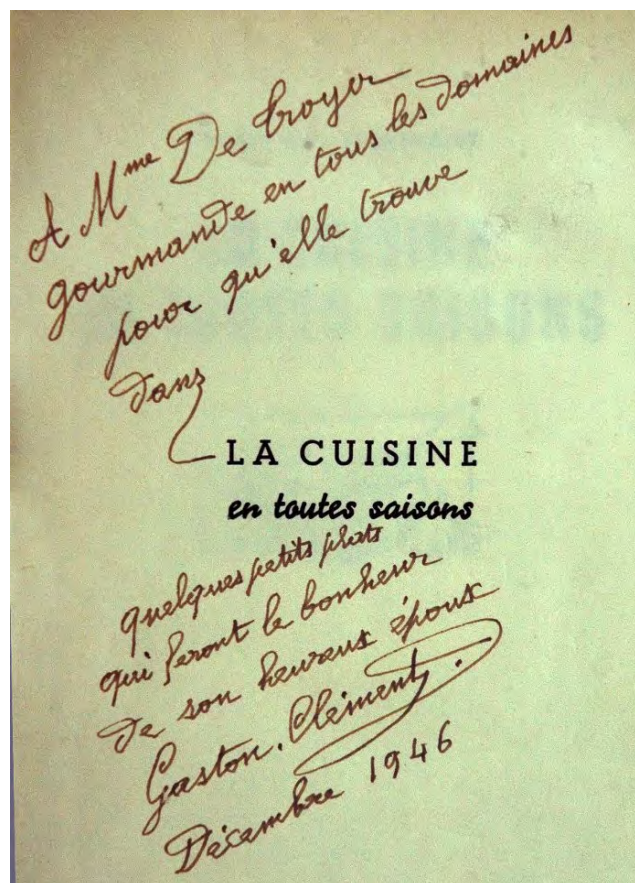 A Mme De Troyer
gourmande en tous les domaines
pour qu'elle trouve
dans
LA CUISINE
en toutes saisons
quelques petits plats
qui feront le bonheur
de son heureux époux
Gaston. Clément.
Décembre 1946